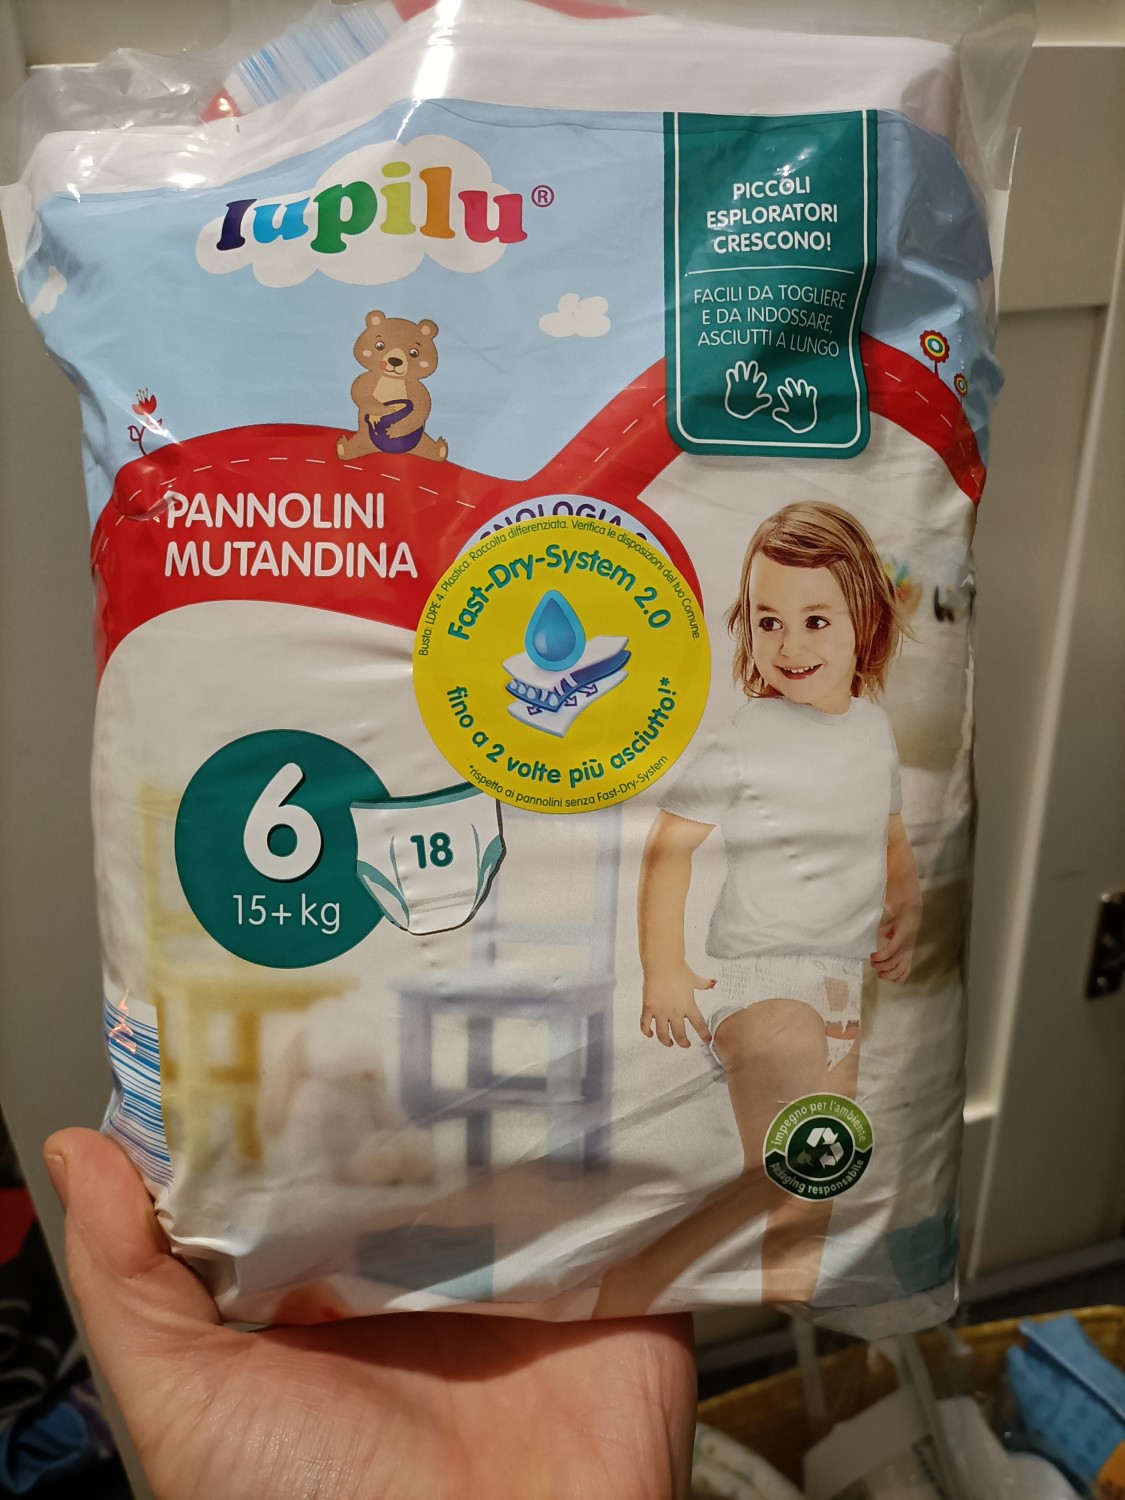 lupilu®
PICCOLI
ESPLORATORI
CRESCONO!
FACILI DA TOGLIERE
E DA INDOSSARE,
ASCIUTTI A LUNGO
PANNOLINI
MUTANDINA
Busta: LDPE 4, Plastica. Raccolta differenziata. Verifica le disposizioni del tuo Comune.
Fast-Dry-System 2.0
fino a 2 volte più asciutto!*
*rispetto ai pannolini senza Fast-Dry-System
6
15+ kg
18
impegno per l'ambiente
packaging responsabile